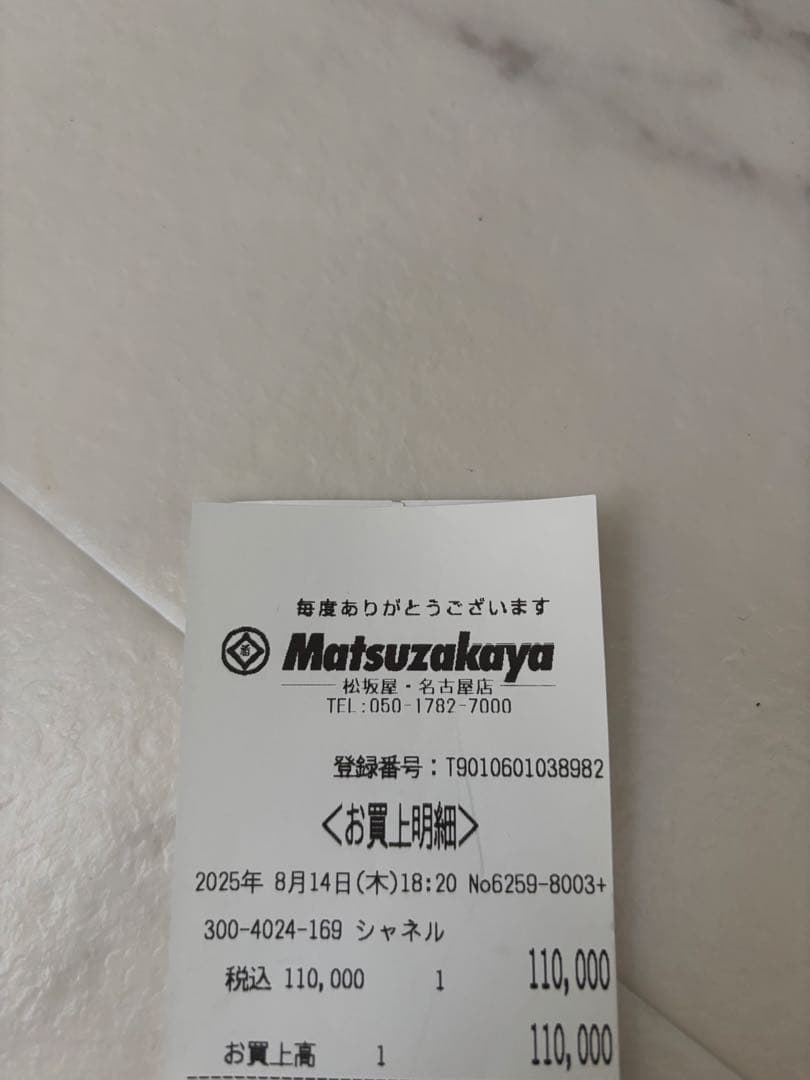 毎度ありがとうございます
Matsuzakaya
松坂屋・名古屋店
TEL:050-1782-7000
登録番号:T9010601038982
<お買上明細>
2025年 8月14日(木)18:20 No6259-8003+
300-4024-169 シャネル
税込 110,000 1 110,000
お買上高 1 110,000